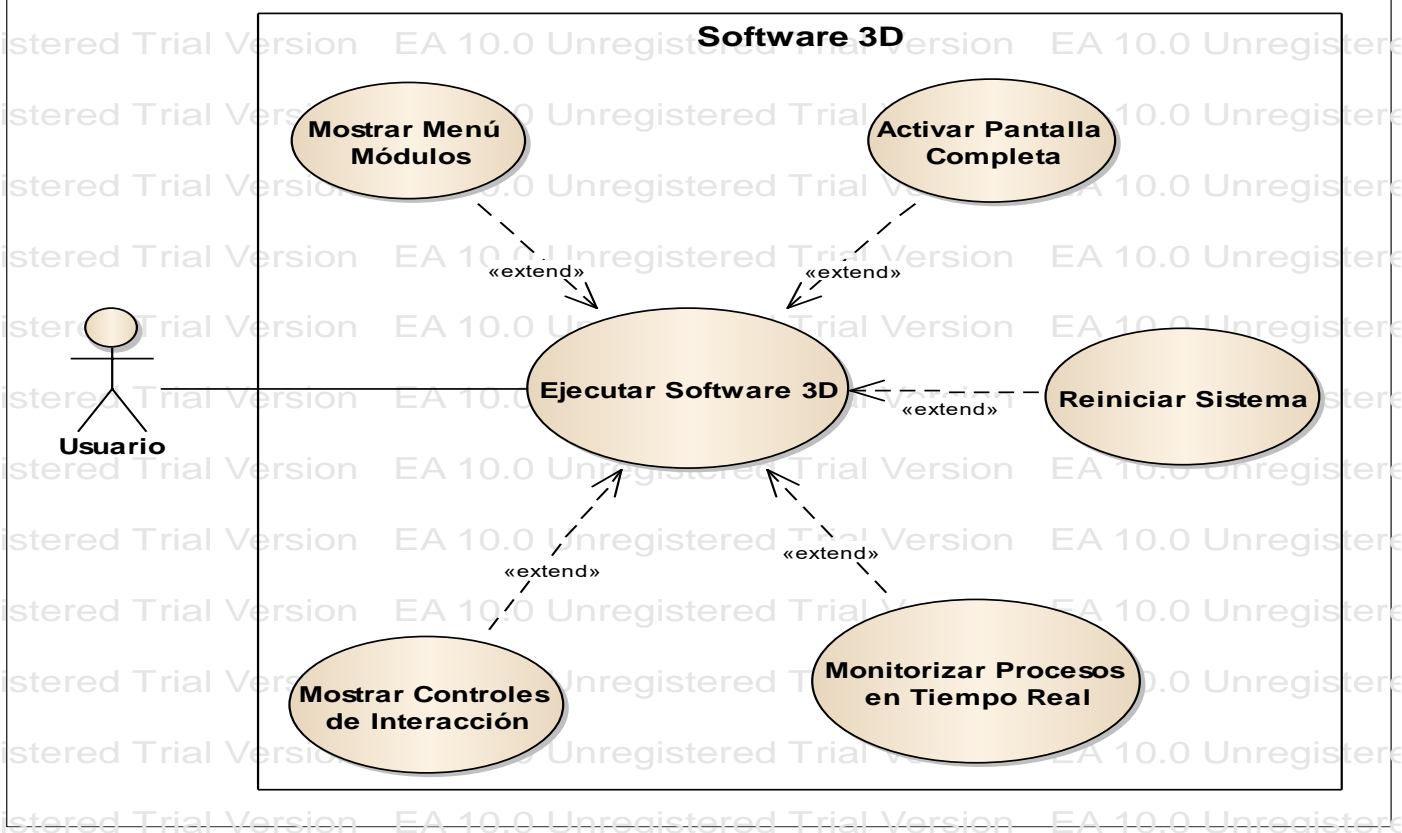 Software 3D
Mostrar Menú
Módulos
Activar Pantalla
Completa
«extend»
«extend»
Ejecutar Software 3D
Reiniciar Sistema
«extend»
Usuario
«extend»
«extend»
Mostrar Controles
de Interacción
Monitorizar Procesos
en Tiempo Real
EA 10.0 Unregistered Trial Version